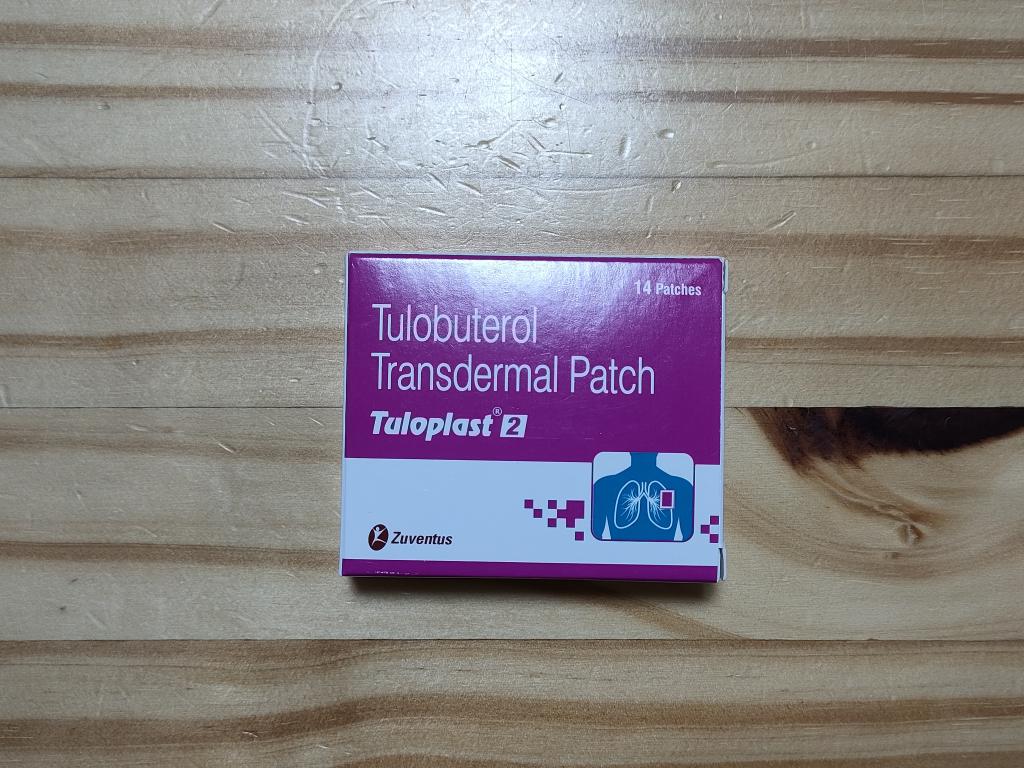 14 Patches
Tulobuterol
Transdermal Patch
Tuloplast® 2
Zuventus